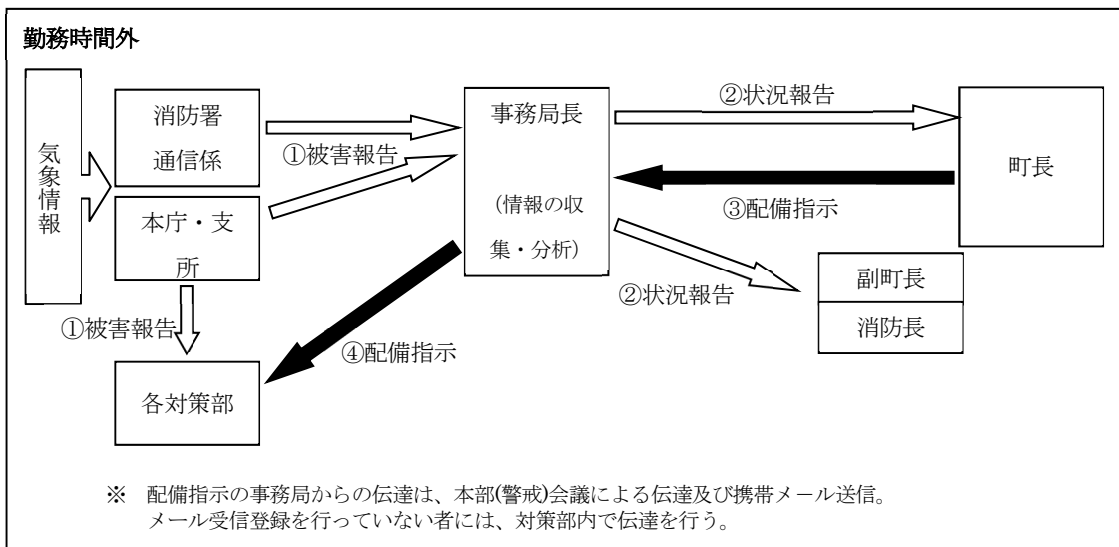 勤務時間外
気象情報
消防署
通信係
本庁・支
所
①被害報告
①被害報告
各対策部
事務局長
(情報の収
集・分析)
②状況報告
③配備指示
②状況報告
④配備指示
町長
副町長
消防長
※ 配備指示の事務局からの伝達は、本部(警戒)会議による伝達及び携帯メール送信。
メール受信登録を行っていない者には、対策部内で伝達を行う。